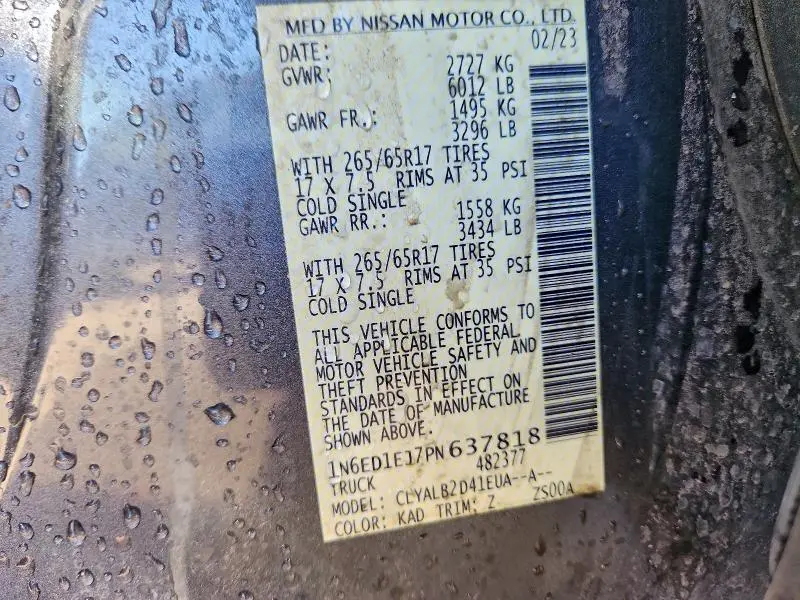 MFD BY NISSAN MOTOR CO., LTD.
DATE: 02/23
GVWR: 2727 KG
6012 LB
GAWR FR.: 1495 KG
3296 LB
WITH 265/65R17 TIRES
17 X 7.5 RIMS AT 35 PSI
COLD SINGLE
GAWR RR.: 1558 KG
3434 LB
WITH 265/65R17 TIRES
17 X 7.5 RIMS AT 35 PSI
COLD SINGLE
THIS VEHICLE CONFORMS TO
ALL APPLICABLE FEDERAL
MOTOR VEHICLE SAFETY AND
THEFT PREVENTION
STANDARDS IN EFFECT ON
THE DATE OF MANUFACTURE
SHOWN ABOVE.
1N6ED1E17PN637818
TRUCK 482377
MODEL: CLYALB2D41EUA--A--
COLOR: KAD TRIM: Z ZS00A